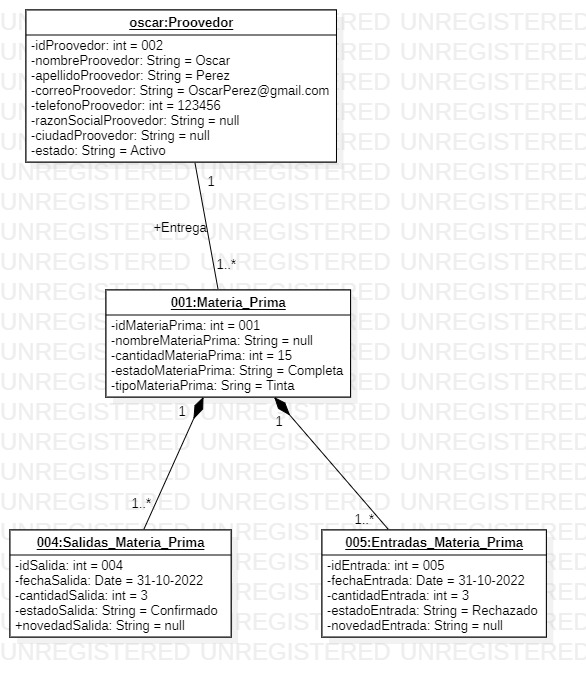 oscar:Proovedor
-idProovedor: int = 002
-nombreProovedor: String = Oscar
-apellidoProovedor: String = Perez
-correoProovedor: String = OscarPerez@gmail.com
-telefonoProovedor: int = 123456
-razonSocialProovedor: String = null
-ciudadProovedor: String = null
-estado: String = Activo
1
+Entrega
1..*
001:Materia_Prima
-idMateriaPrima: int = 001
-nombreMateriaPrima: String = null
-cantidadMateriaPrima: int = 15
-estadoMateriaPrima: String = Completa
-tipoMateriaPrima: Sring = Tinta
1
1
1..*
1..*
004:Salidas_Materia_Prima
-idSalida: int = 004
-fechaSalida: Date = 31-10-2022
-cantidadSalida: int = 3
-estadoSalida: String = Confirmado
+novedadSalida: String = null
005:Entradas_Materia_Prima
-idEntrada: int = 005
-fechaEntrada: Date = 31-10-2022
-cantidadEntrada: int = 3
-estadoEntrada: String = Rechazado
-novedadEntrada: String = null
UNREGISTERED